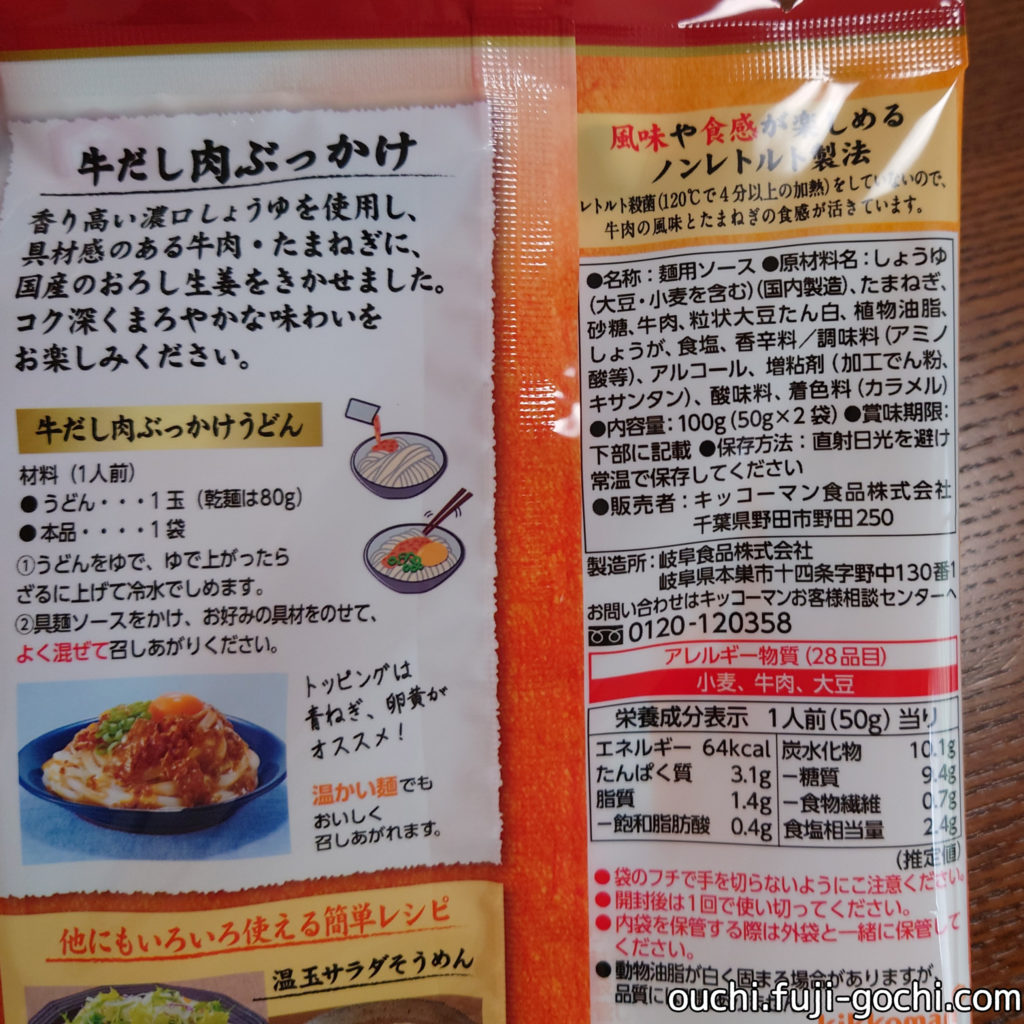 牛だし肉ぶっかけ
香り高い濃口しょうゆを使用し、
具材感のある牛肉・たまねぎに、
国産のおろし生姜をきかせました。
コク深くまろやかな味わいを
お楽しみください。
牛だし肉ぶっかけうどん
材料（1人前）
●うどん・・・1玉（乾麺は80g）
●本品・・・・1袋
①うどんをゆで、ゆで上がったら
ざるに上げて冷水でしめます。
②具麺ソースをかけ、お好みの具材をのせて、
よく混ぜて召しあがりください。
トッピングは
青ねぎ、卵黄が
オススメ！
温かい麺でも
おいしく
召しあがれます。
他にもいろいろ使える簡単レシピ
温玉サラダそうめん
風味や食感が楽しめる
ノンレトルト製法
レトルト殺菌（120℃で4分以上の加熱）をしていないので、
牛肉の風味とたまねぎの食感が活きています。
●名称：麺用ソース ●原材料名：しょうゆ
（大豆・小麦を含む）（国内製造）、たまねぎ、
砂糖、牛肉、粒状大豆たん白、植物油脂、
しょうが、食塩、香辛料／調味料（アミノ
酸等）、アルコール、増粘剤（加工でん粉、
キサンタン）、酸味料、着色料（カラメル）
●内容量：100g（50g×2袋） ●賞味期限：
下部に記載 ●保存方法：直射日光を避け
常温で保存してください
●販売者：キッコーマン食品株式会社
千葉県野田市野田250
製造所：岐阜食品株式会社
岐阜県本巣市十四条字野中130番1
お問い合わせはキッコーマンお客様相談センターへ
0120-120358
アレルギー物質（28品目）
小麦、牛肉、大豆
栄養成分表示 1人前（50g）当り
エネルギー 64kcal 炭水化物 10.1g
たんぱく質 3.1g −糖質 9.4g
脂質 1.4g −食物繊維 0.7g
−飽和脂肪酸 0.4g 食塩相当量 2.4g
（推定値）
●袋のフチで手を切らないようにご注意ください。
●開封後は1回で使い切ってください。
●内袋を保管する際は外袋と一緒に保管して
ください。
●動物油脂が白く固まる場合がありますが、
品質に
ouchi.fuji-gochi.com